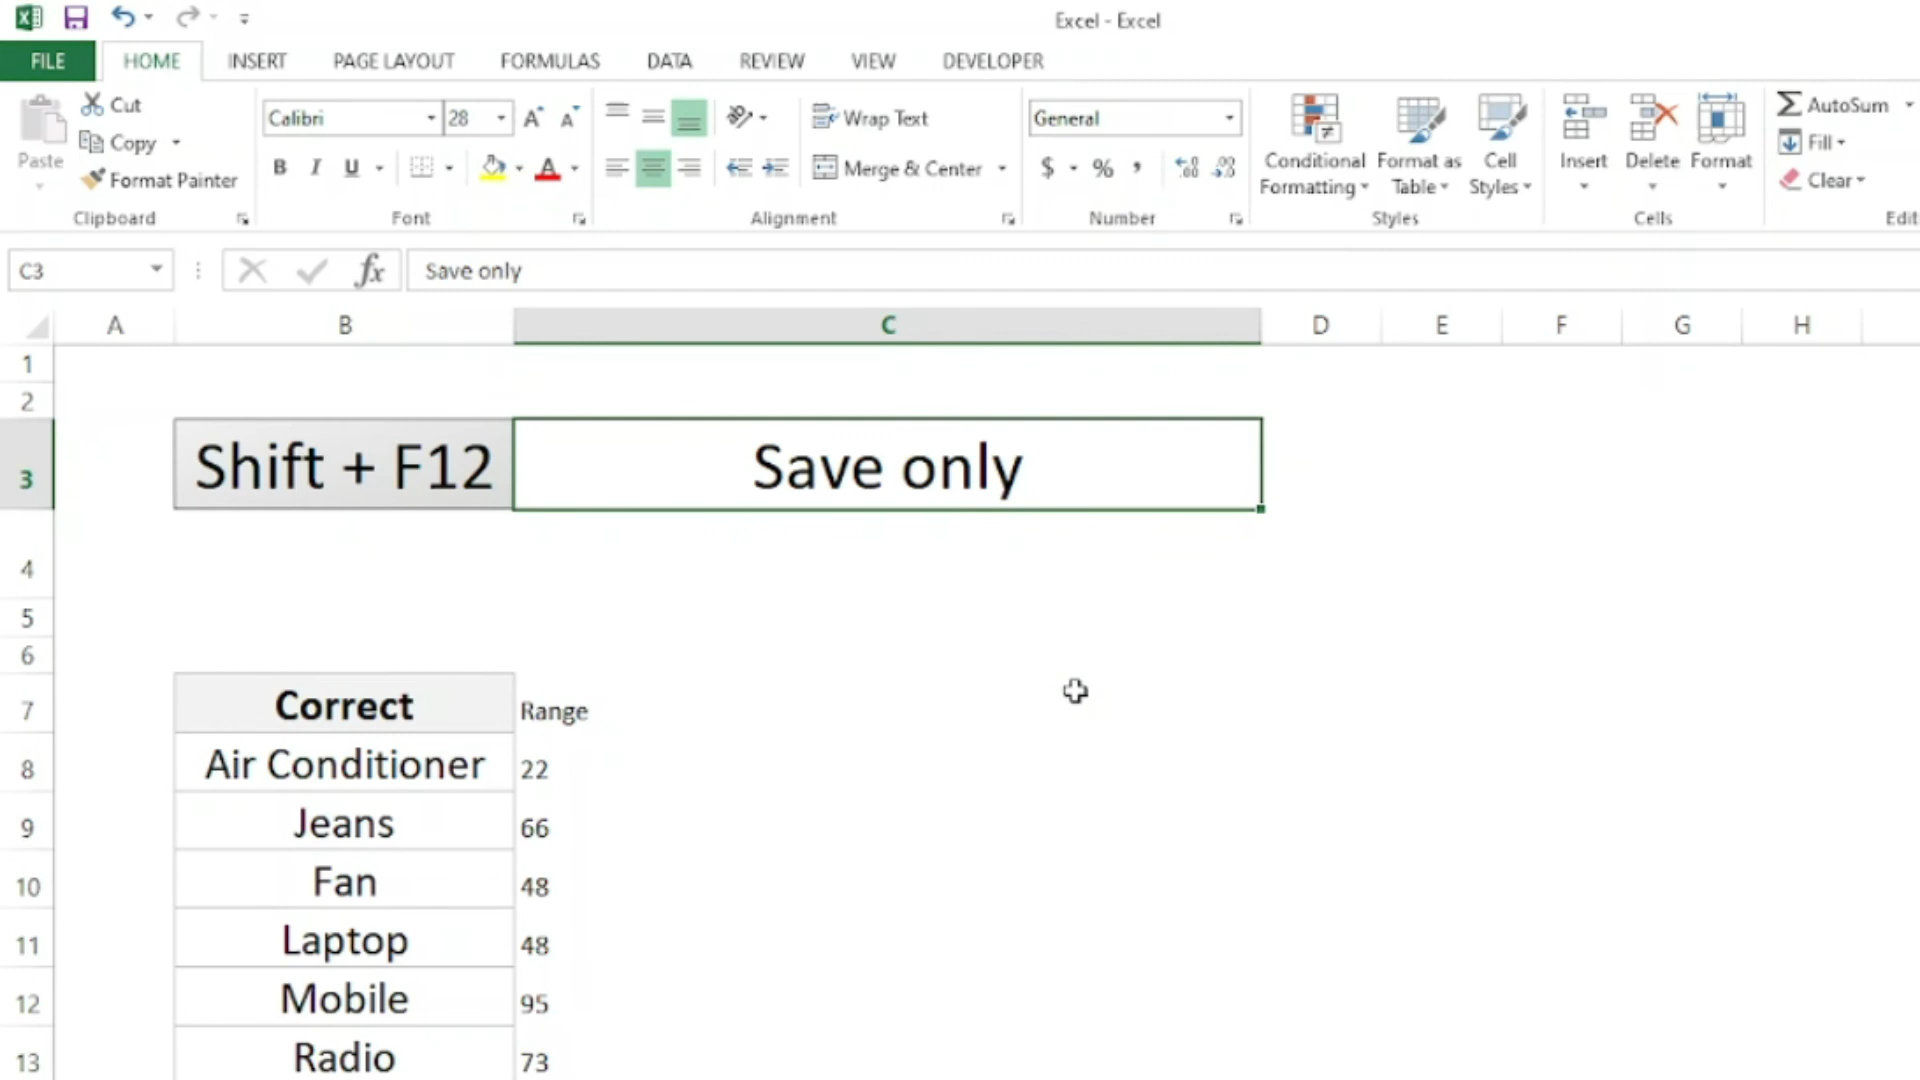 Excel - Excel
FILE HOME INSERT PAGE LAYOUT FORMULAS DATA REVIEW VIEW DEVELOPER
Cut
Copy
Paste
Format Painter
Clipboard
Calibri 28
B I U
Font
Wrap Text
Merge & Center
Alignment
General
$ % ,
Number
Conditional Formatting
Format as Table
Cell Styles
Styles
Insert Delete Format
Cells
AutoSum
Fill
Clear
Edit
C3 fx Save only
A B C D E F G H
1
2
3 Shift + F12 Save only
4
5
6
7 Correct Range
8 Air Conditioner 22
9 Jeans 66
10 Fan 48
11 Laptop 48
12 Mobile 95
13 Radio 73